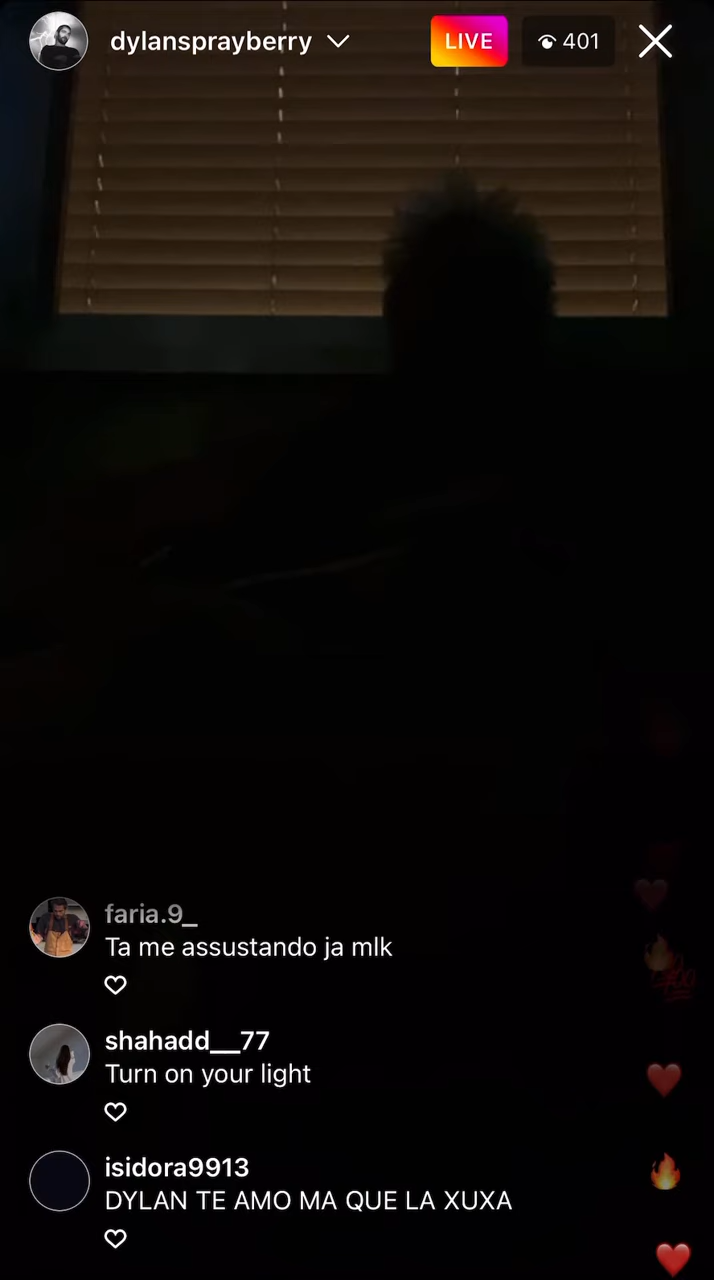 dylansprayberry
LIVE
401
faria.9_
Ta me assustando ja mlk
shahadd__77
Turn on your light
isidora9913
DYLAN TE AMO MA QUE LA XUXA